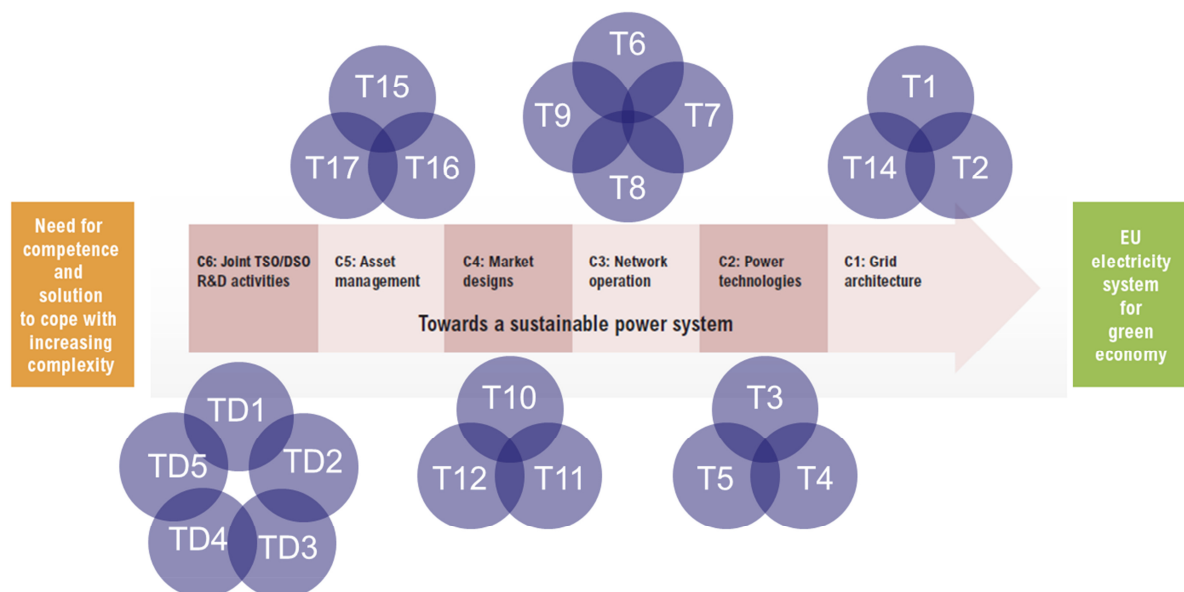 T15
T17
T16
T6
T9
T7
T8
T1
T14
T2
Need for
competence
and
solution
to cope with
increasing
complexity
C6: Joint TSO/DSO
R&D activities
C5: Asset
management
C4: Market
designs
C3: Network
operation
C2: Power
technologies
C1: Grid
architecture
Towards a sustainable power system
EU
electricity
system
for
green
economy
TD1
TD5
TD2
TD4
TD3
T10
T12
T11
T3
T5
T4